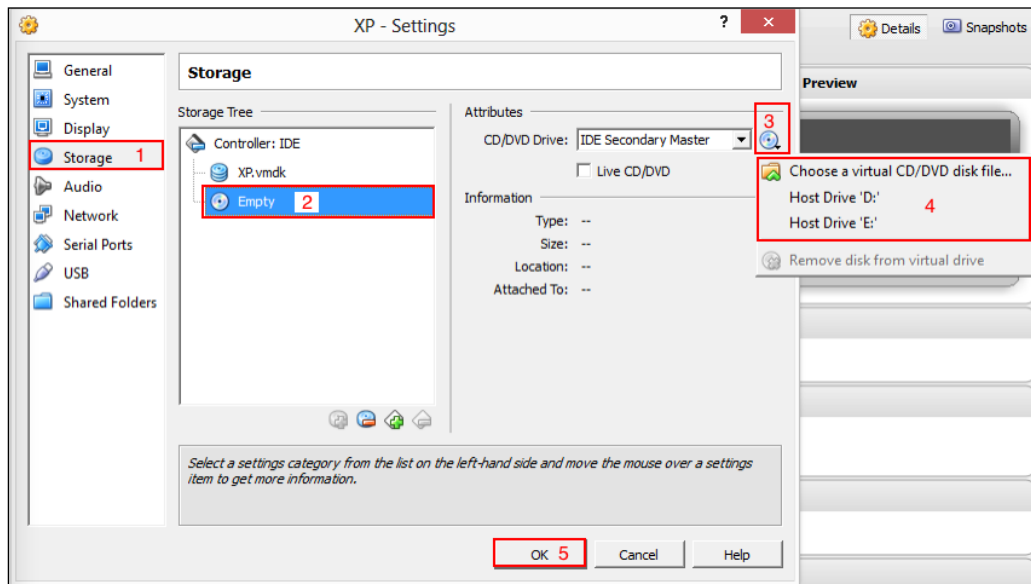 XP - Settings
?
×
Details
Snapshots
General
System
Display
Storage 1
Audio
Network
Serial Ports
USB
Shared Folders
Storage
Storage Tree
Controller: IDE
XP.vmdk
Empty 2
Attributes
3
CD/DVD Drive: IDE Secondary Master
Live CD/DVD
Information
Type: --
Size: --
Location: --
Attached To: --
Preview
Choose a virtual CD/DVD disk file...
Host Drive 'D:'
4
Host Drive 'E:'
Remove disk from virtual drive
Select a settings category from the list on the left-hand side and move the mouse over a settings
item to get more information.
OK 5
Cancel
Help